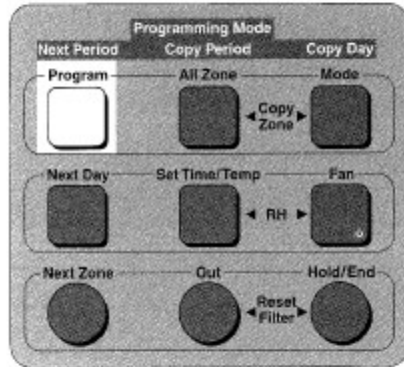 Programming Mode
Next Period Copy Period Copy Day
Program All Zone Mode
Copy Zone
Next Day Set Time/Temp Fan
RH
Next Zone Out Hold/End
Reset Filter